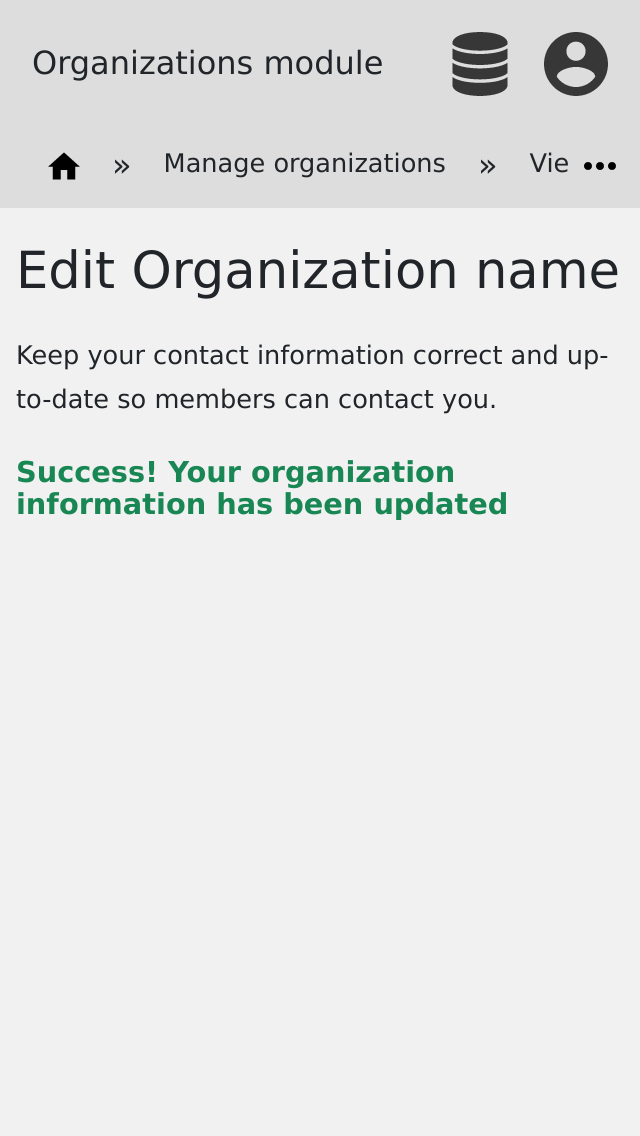 Organizations module
» Manage organizations » Vie
Edit Organization name
Keep your contact information correct and up-
to-date so members can contact you.
Success! Your organization
information has been updated